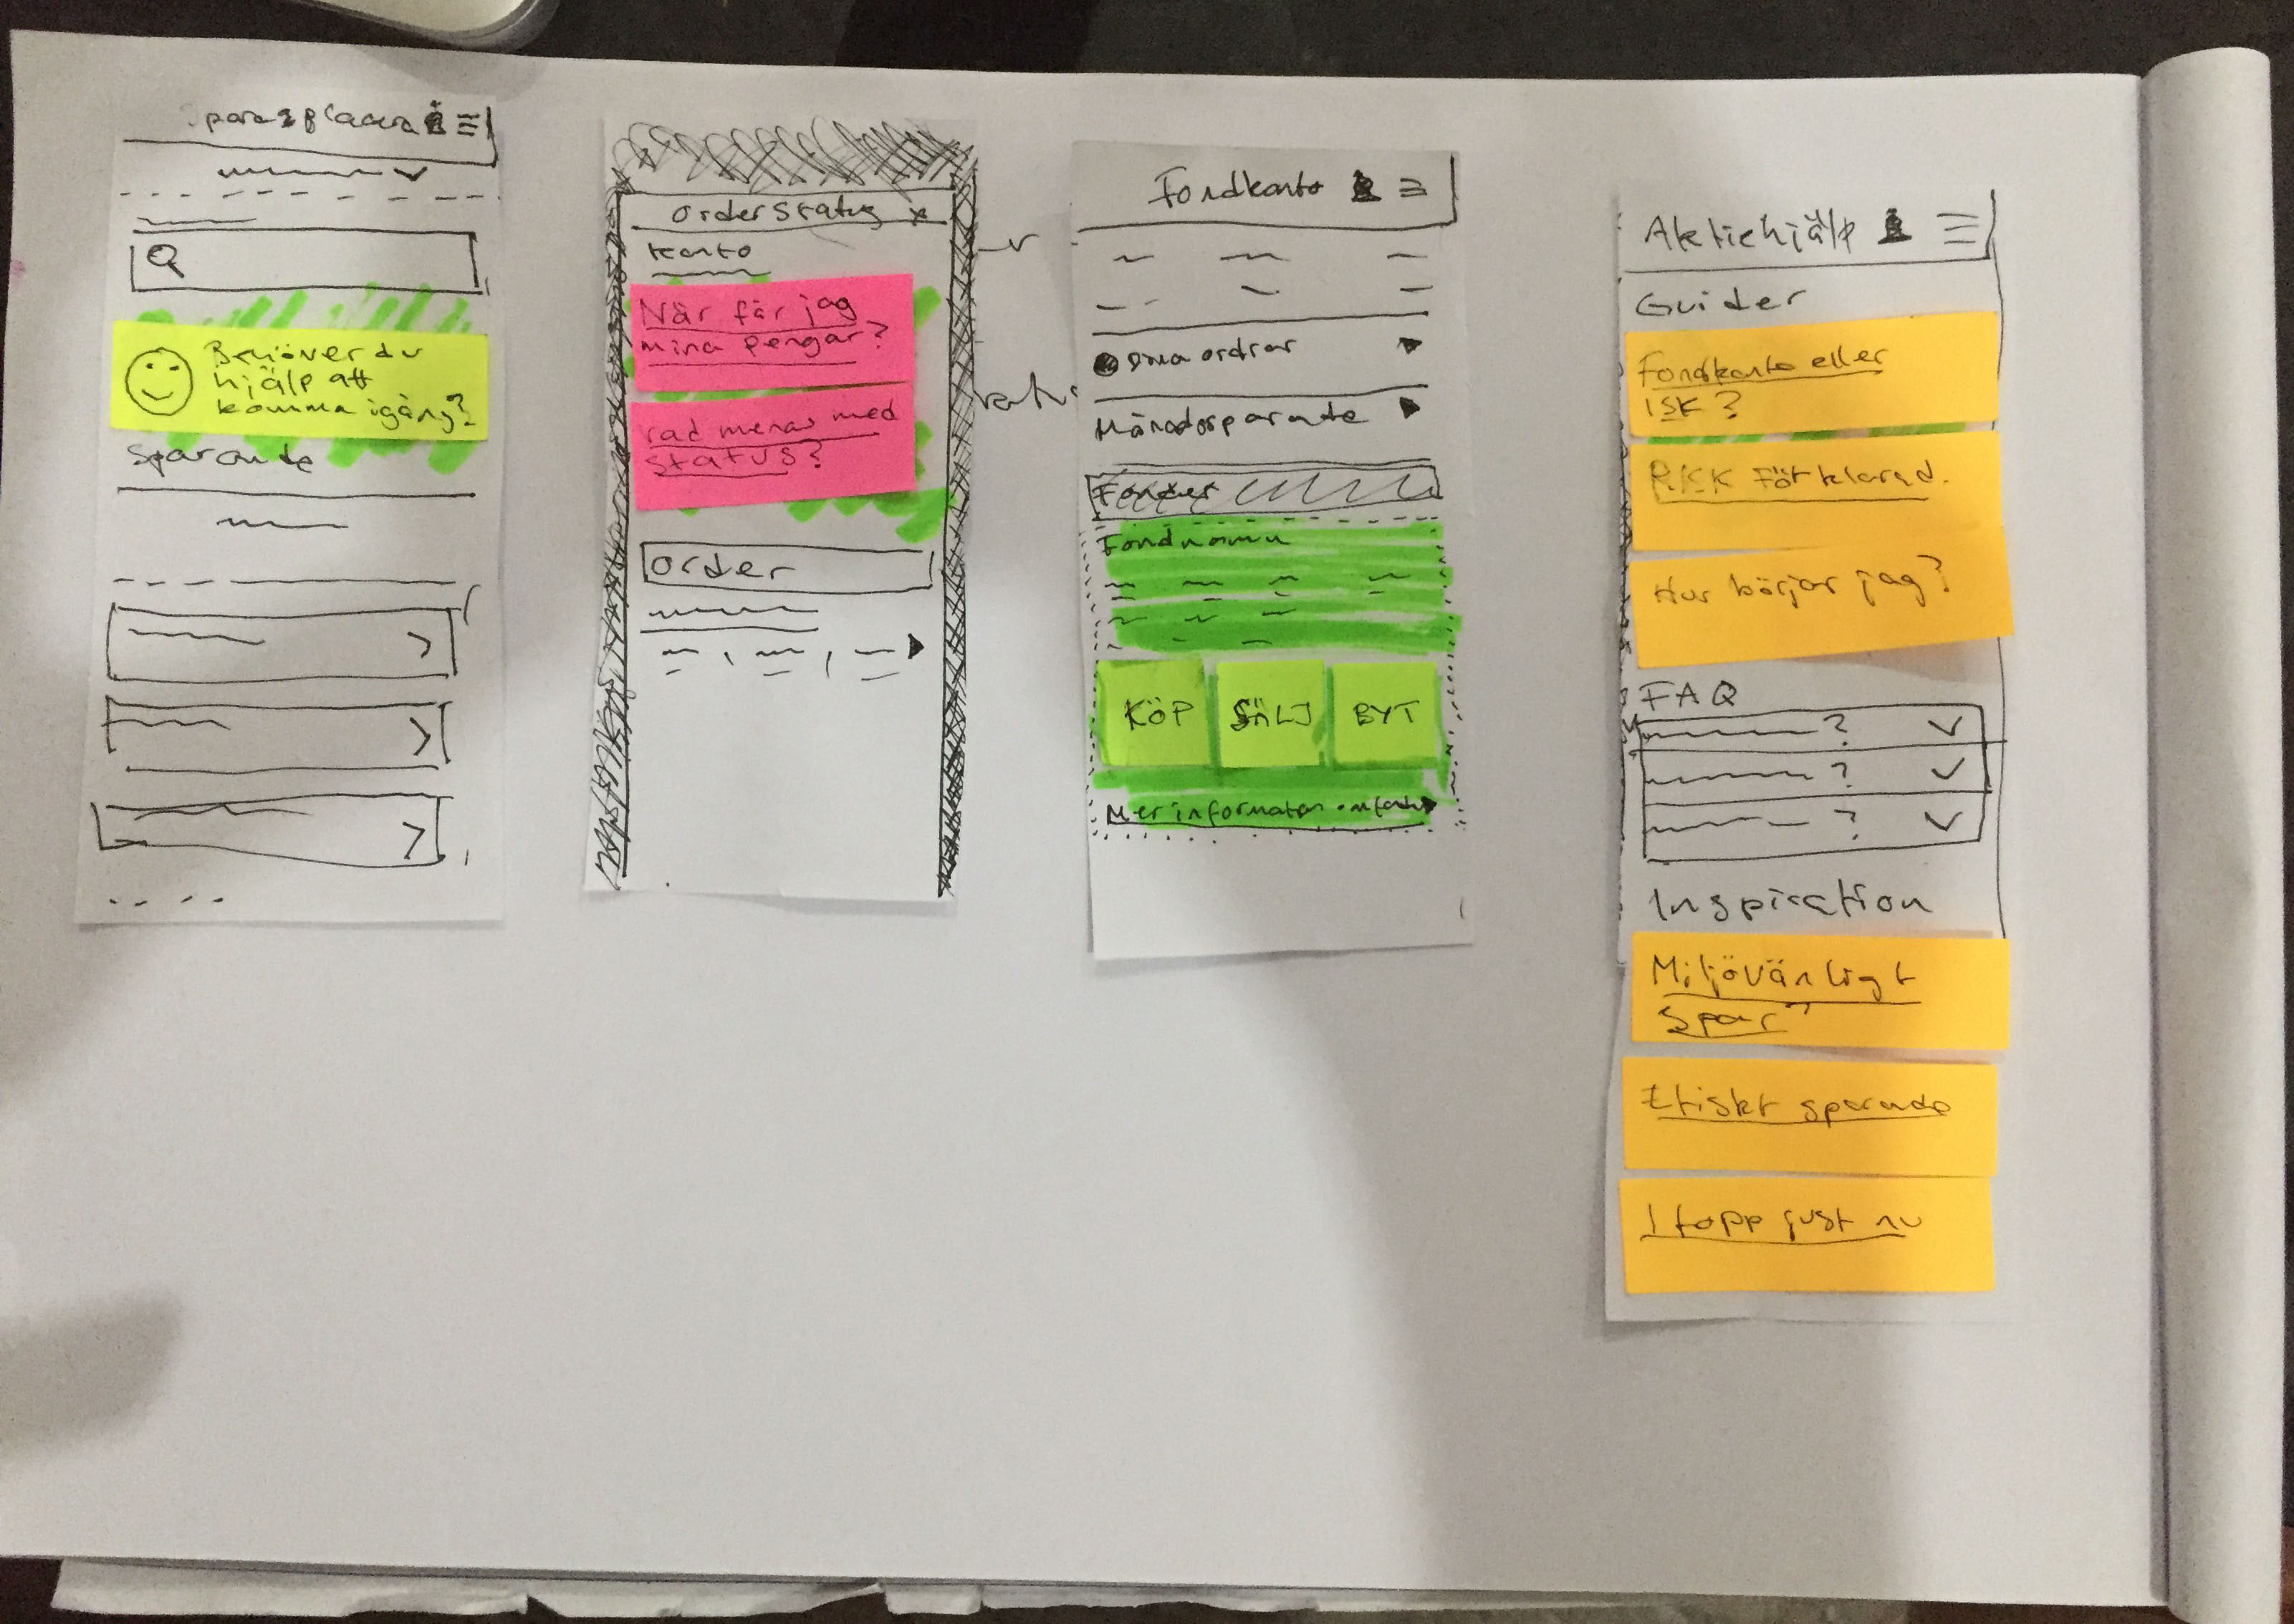 Spara & placera
Behöver du
hjälp att
komma igång?
Sparande
Orderstatus x
Konto
När får jag
mina pengar?
Vad menas med
status?
Order
Fondkonto
Dina ordrar
Månadssparande
Fonder
Fondnamn
KÖP SÄLJ BYT
Mer information
Aktiehjälp
Guider
Fondkonto eller
ISK?
RISK Förklarad.
Hur börjar jag?
FAQ
?
?
?
Inspiration
Miljövänligt
Spar
Etiskt sparande
I topp just nu